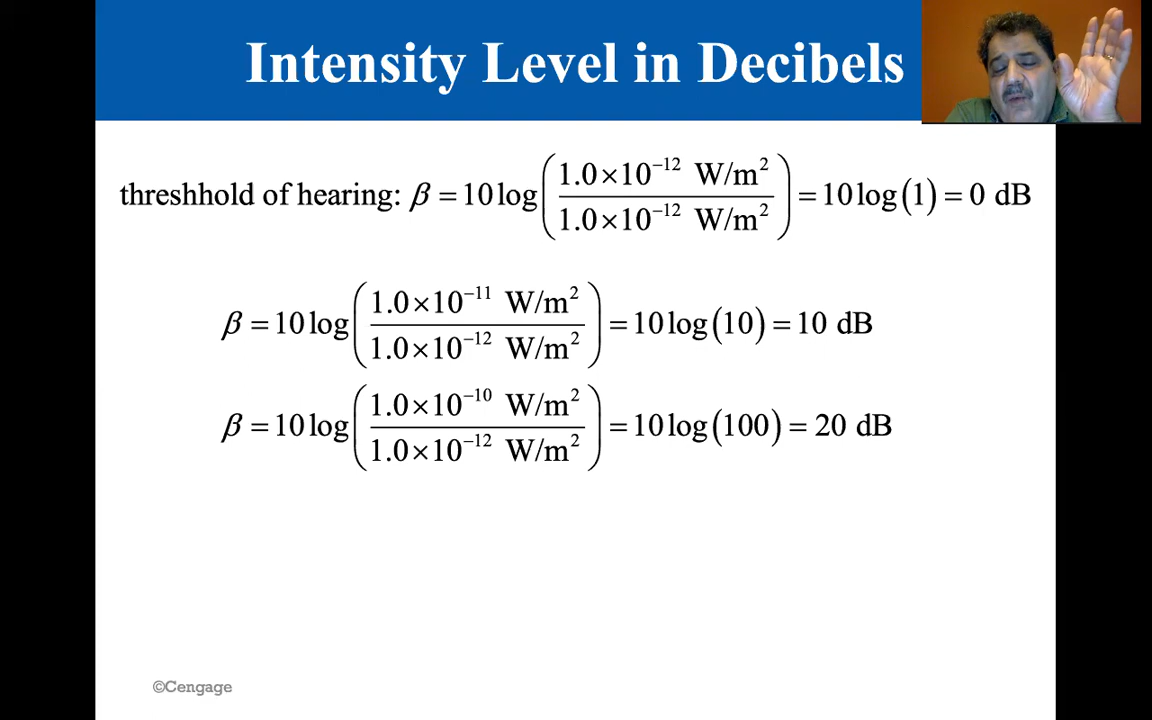 Intensity Level in Decibels
threshhold of hearing: β = 10 log(1.0×10⁻¹² W/m² / 1.0×10⁻¹² W/m²) = 10 log(1) = 0 dB
β = 10 log(1.0×10⁻¹¹ W/m² / 1.0×10⁻¹² W/m²) = 10 log(10) = 10 dB
β = 10 log(1.0×10⁻¹⁰ W/m² / 1.0×10⁻¹² W/m²) = 10 log(100) = 20 dB
©Cengage